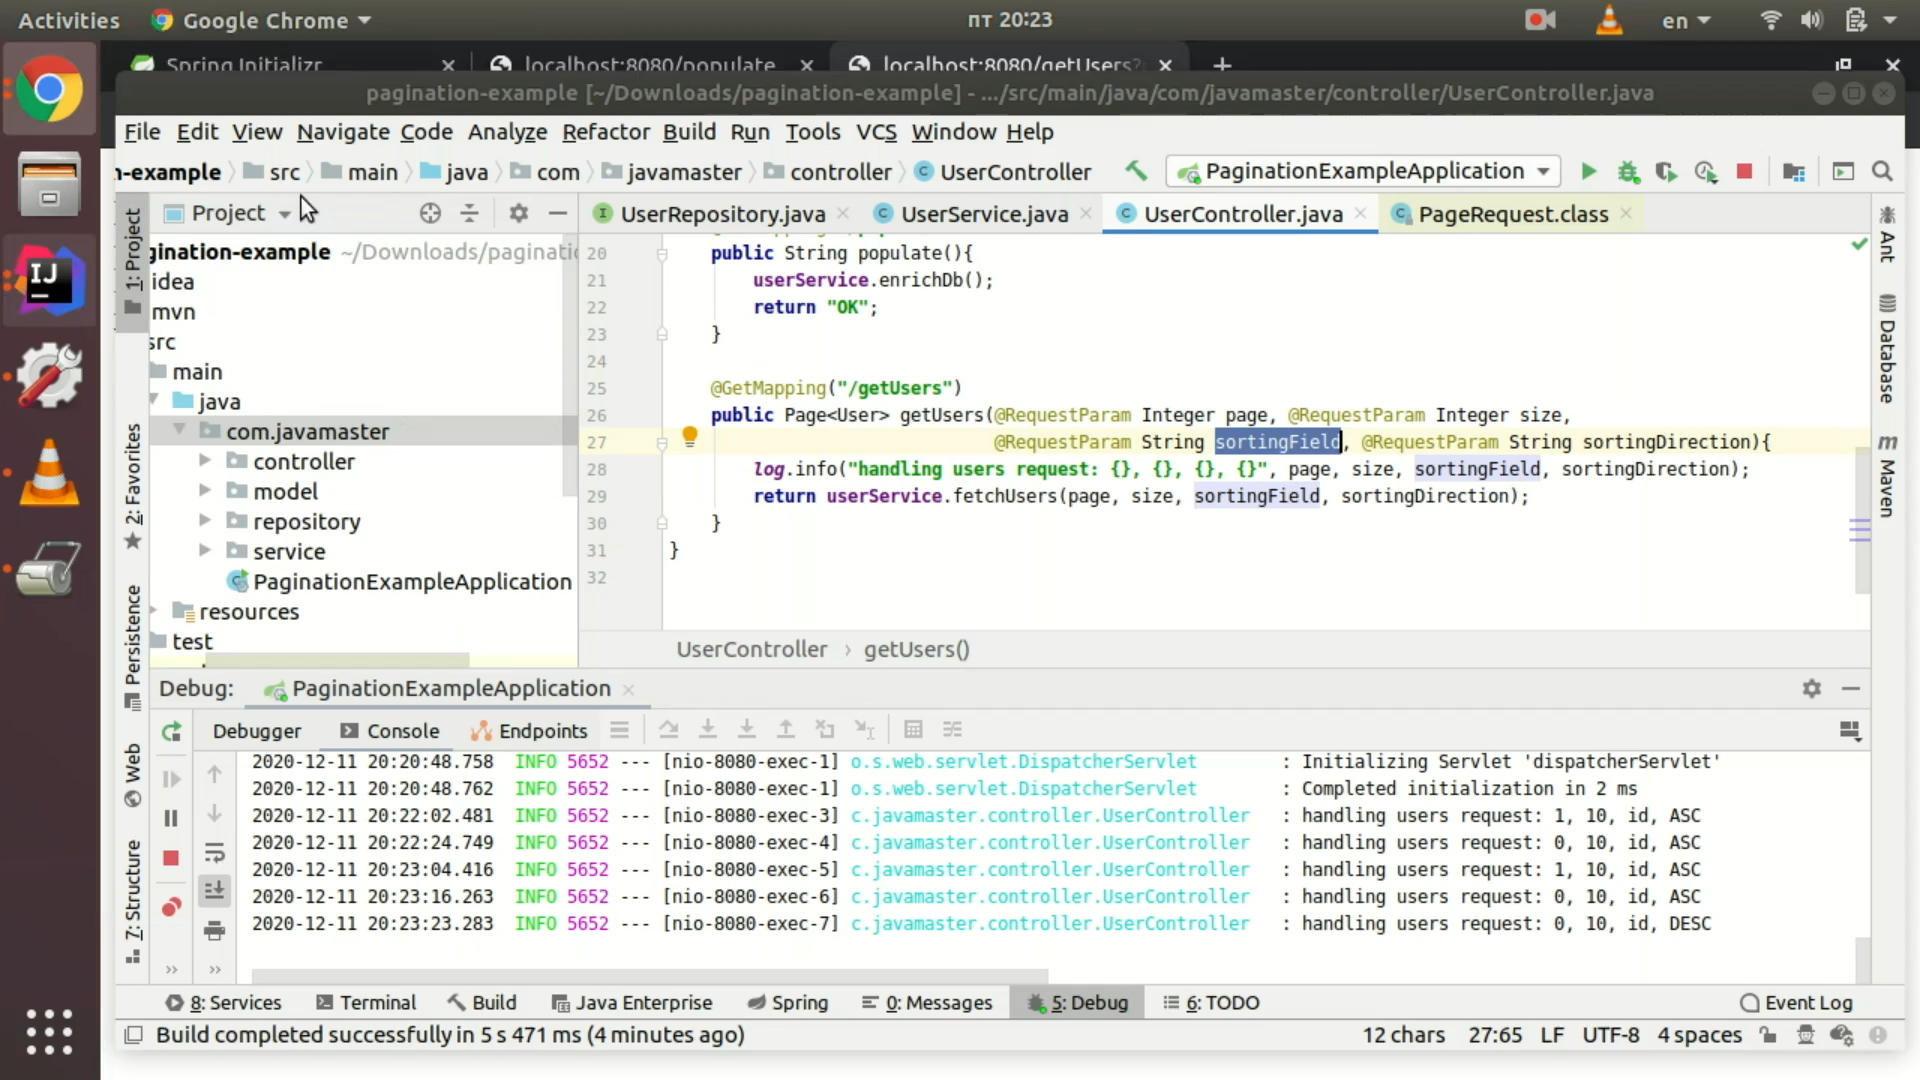 Activities Google Chrome пт 20:23 en
Spring Initializr localhost:8080/populate localhost:8080/getUsers?
pagination-example [~/Downloads/pagination-example] - .../src/main/java/com/javamaster/controller/UserController.java
File Edit View Navigate Code Analyze Refactor Build Run Tools VCS Window Help
n-example src main java com javamaster controller UserController PaginationExampleApplication
Project UserRepository.java UserService.java UserController.java PageRequest.class
1: Project
2: Favorites
Persistence
Web
7: Structure
Ant
Database
Maven
gination-example ~/Downloads/paginati
idea
mvn
src
main
java
com.javamaster
controller
model
repository
service
PaginationExampleApplication
resources
test
20 public String populate(){
21 userService.enrichDb();
22 return "OK";
23 }
24
25 @GetMapping("/getUsers")
26 public Page<User> getUsers(@RequestParam Integer page, @RequestParam Integer size,
27 @RequestParam String sortingField, @RequestParam String sortingDirection){
28 log.info("handling users request: {}, {}, {}, {}", page, size, sortingField, sortingDirection);
29 return userService.fetchUsers(page, size, sortingField, sortingDirection);
30 }
31 }
32
UserController › getUsers()
Debug: PaginationExampleApplication
Debugger Console Endpoints
2020-12-11 20:20:48.758 INFO 5652 --- [nio-8080-exec-1] o.s.web.servlet.DispatcherServlet : Initializing Servlet 'dispatcherServlet'
2020-12-11 20:20:48.762 INFO 5652 --- [nio-8080-exec-1] o.s.web.servlet.DispatcherServlet : Completed initialization in 2 ms
2020-12-11 20:22:02.481 INFO 5652 --- [nio-8080-exec-3] c.javamaster.controller.UserController : handling users request: 1, 10, id, ASC
2020-12-11 20:22:24.749 INFO 5652 --- [nio-8080-exec-4] c.javamaster.controller.UserController : handling users request: 0, 10, id, ASC
2020-12-11 20:23:04.416 INFO 5652 --- [nio-8080-exec-5] c.javamaster.controller.UserController : handling users request: 1, 10, id, ASC
2020-12-11 20:23:16.263 INFO 5652 --- [nio-8080-exec-6] c.javamaster.controller.UserController : handling users request: 0, 10, id, ASC
2020-12-11 20:23:23.283 INFO 5652 --- [nio-8080-exec-7] c.javamaster.controller.UserController : handling users request: 0, 10, id, DESC
8: Services Terminal Build Java Enterprise Spring 0: Messages 5: Debug 6: TODO Event Log
Build completed successfully in 5 s 471 ms (4 minutes ago) 12 chars 27:65 LF UTF-8 4 spaces